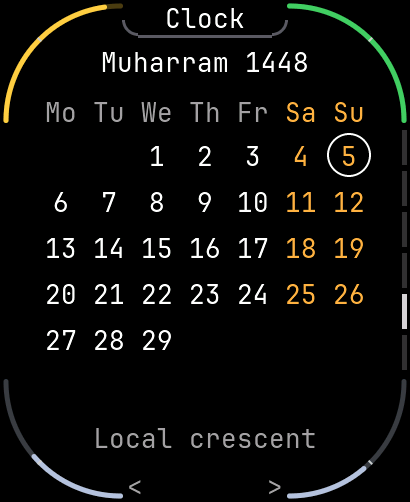 Clock
Muharram 1448
Mo Tu We Th Fr Sa Su
1 2 3 4 5
6 7 8 9 10 11 12
13 14 15 16 17 18 19
20 21 22 23 24 25 26
27 28 29
Local crescent
< >